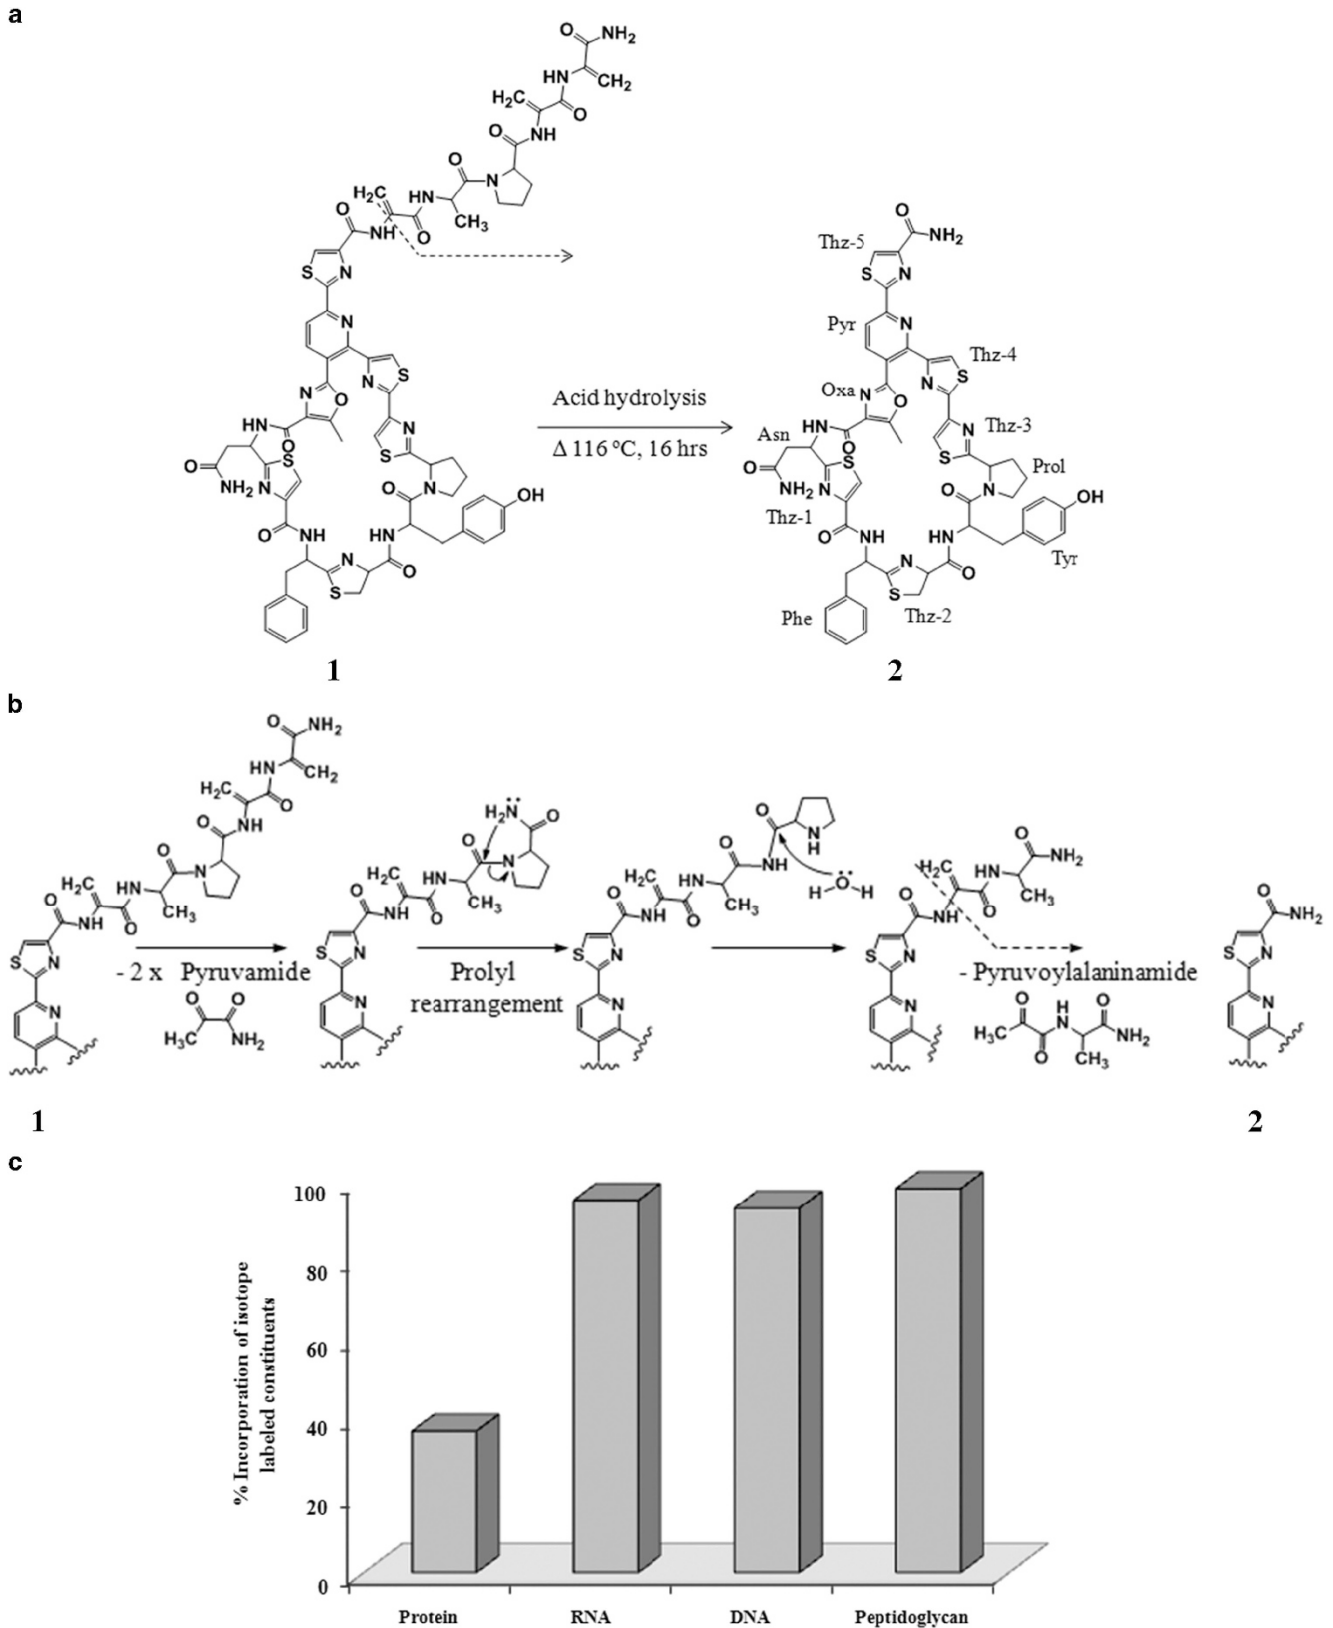 a
O NH2
HN CH2
H2C O
O NH
O
N
H2C HN
CH3
O NH O
S N
N
N S
N O
HN O N
S S
O N N
NH2 O N OH
O NH HN
N O
S
1
Acid hydrolysis
Δ 116 °C, 16 hrs
O
Thz-5 NH2
S N
Pyr N
Thz-4
N S
Oxa N O
HN N Thz-3
Asn O S
O S Prol
NH2 N O N OH
Thz-1
O NH HN
N O Tyr
S
Phe Thz-2
2
b
O NH2
HN CH2
H2C O
O NH
O N
H2C HN
O CH3
NH O
S N
N
- 2 x Pyruvamide
O O
H3C NH2
H2N O
O N
H2C HN
O CH3
NH O
S N
N
Prolyl
rearrangement
O N
H
O NH
H2C HN
O CH3
NH O
S N
N
H O H
O
H2C HN NH2
O CH3
NH O
S N
N
- Pyruvoylalaninamide
O H O
H3C N NH2
O CH3
O
NH2
S N
N
1
2
c
% Incorporation of isotope
labeled constituents
100
80
60
40
20
0
Protein RNA DNA Peptidoglycan